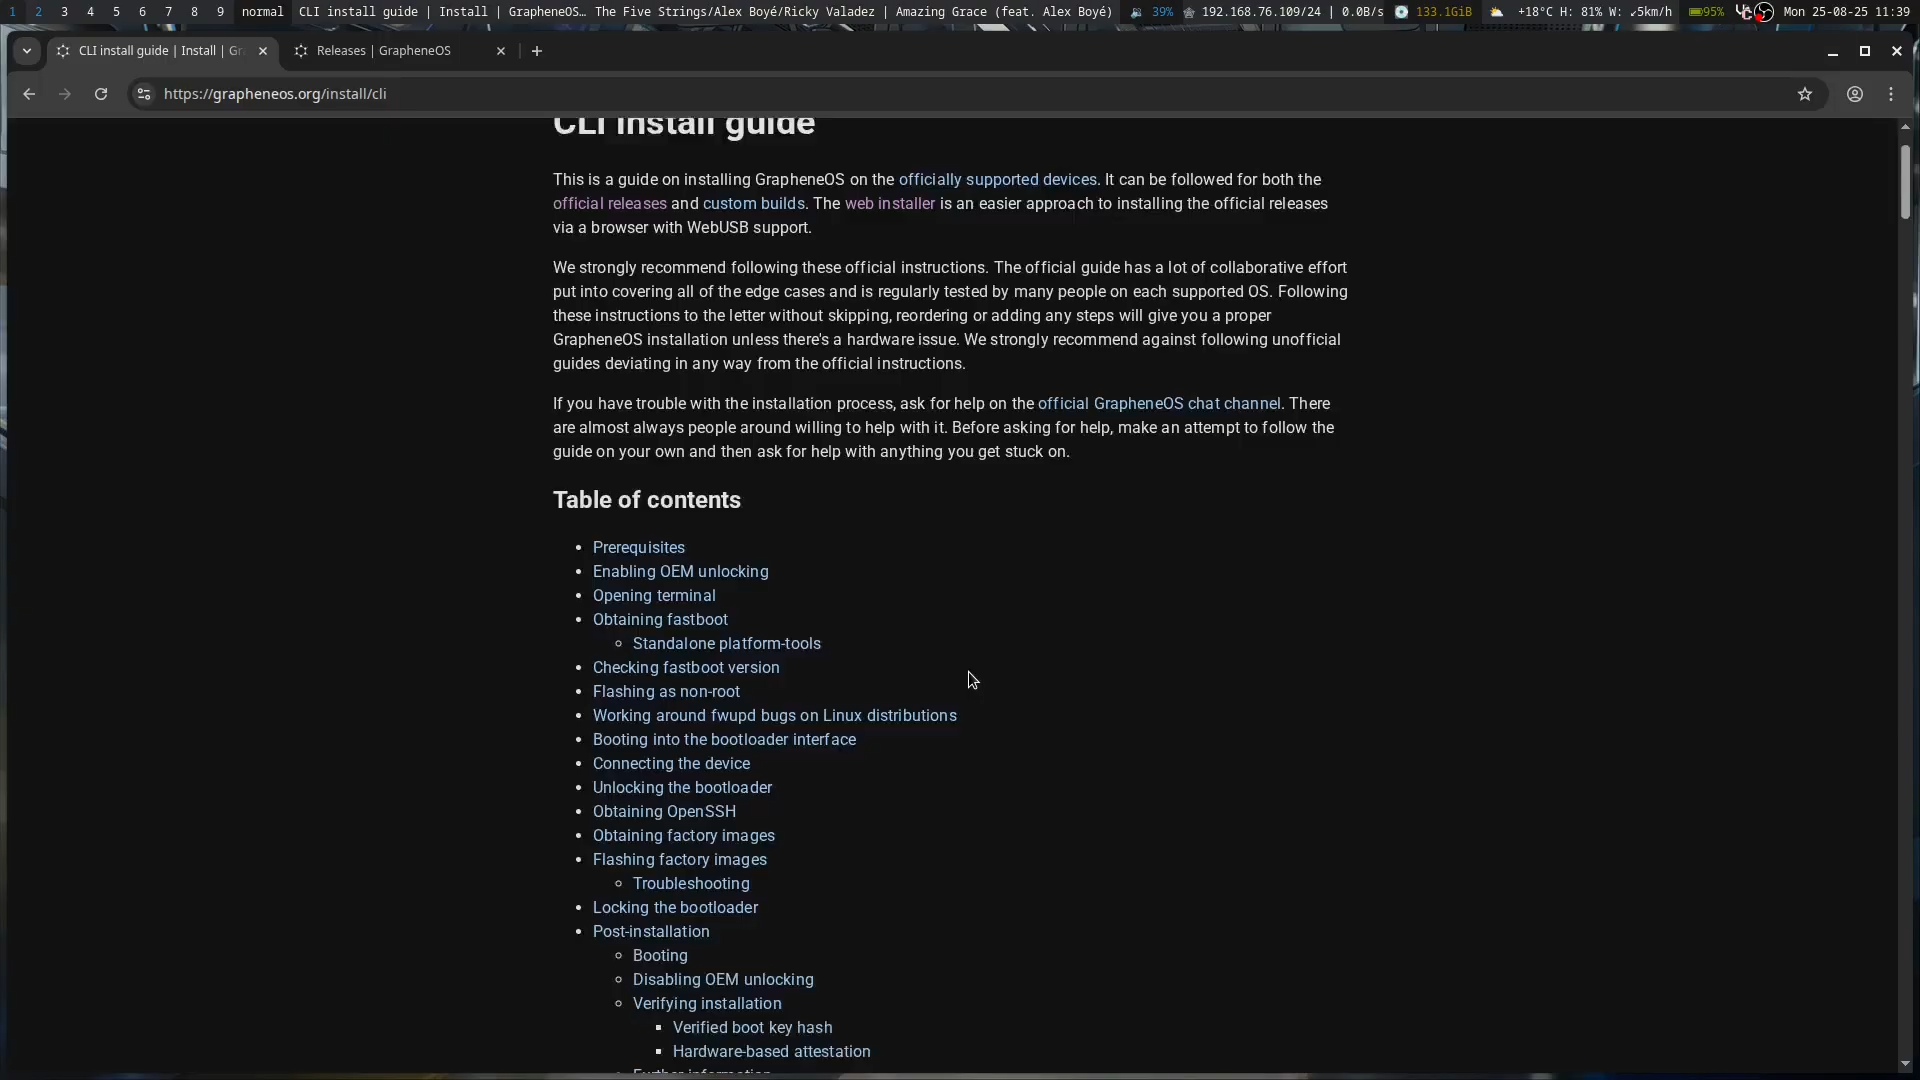 1 2 3 4 5 6 7 8 9 normal CLI install guide | Install | GrapheneOS… The Five Strings/Alex Boyé/Ricky Valadez | Amazing Grace (feat. Alex Boyé) 39% 192.168.76.109/24 | 0.0B/s 133.1GiB +18°C H: 81% W: ↙5km/h 95% Mon 25-08-25 11:39
CLI install guide | Install | Gr
Releases | GrapheneOS
https://grapheneos.org/install/cli
CLI install guide
This is a guide on installing GrapheneOS on the officially supported devices. It can be followed for both the
official releases and custom builds. The web installer is an easier approach to installing the official releases
via a browser with WebUSB support.
We strongly recommend following these official instructions. The official guide has a lot of collaborative effort
put into covering all of the edge cases and is regularly tested by many people on each supported OS. Following
these instructions to the letter without skipping, reordering or adding any steps will give you a proper
GrapheneOS installation unless there's a hardware issue. We strongly recommend against following unofficial
guides deviating in any way from the official instructions.
If you have trouble with the installation process, ask for help on the official GrapheneOS chat channel. There
are almost always people around willing to help with it. Before asking for help, make an attempt to follow the
guide on your own and then ask for help with anything you get stuck on.
Table of contents
Prerequisites
Enabling OEM unlocking
Opening terminal
Obtaining fastboot
Standalone platform-tools
Checking fastboot version
Flashing as non-root
Working around fwupd bugs on Linux distributions
Booting into the bootloader interface
Connecting the device
Unlocking the bootloader
Obtaining OpenSSH
Obtaining factory images
Flashing factory images
Troubleshooting
Locking the bootloader
Post-installation
Booting
Disabling OEM unlocking
Verifying installation
Verified boot key hash
Hardware-based attestation
Further information